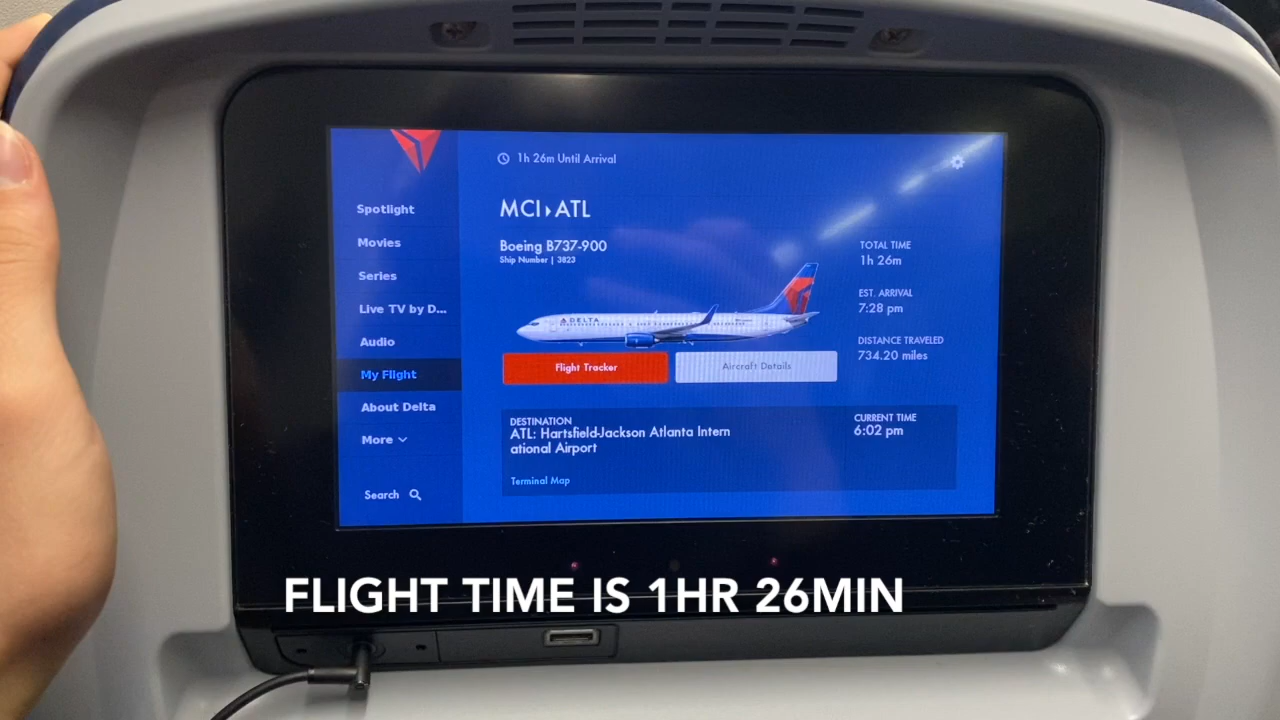 1h 26m Until Arrival
MCI ▸ ATL
Boeing B737-900
Ship Number | 3823
Spotlight
Movies
Series
Live TV by D...
Audio
My Flight
About Delta
More
Search
DELTA
TOTAL TIME
1h 26m
EST. ARRIVAL
7:28 pm
DISTANCE TRAVELED
734.20 miles
Flight Tracker
Aircraft Details
DESTINATION
ATL: Hartsfield-Jackson Atlanta Intern
ational Airport
Terminal Map
CURRENT TIME
6:02 pm
FLIGHT TIME IS 1HR 26MIN